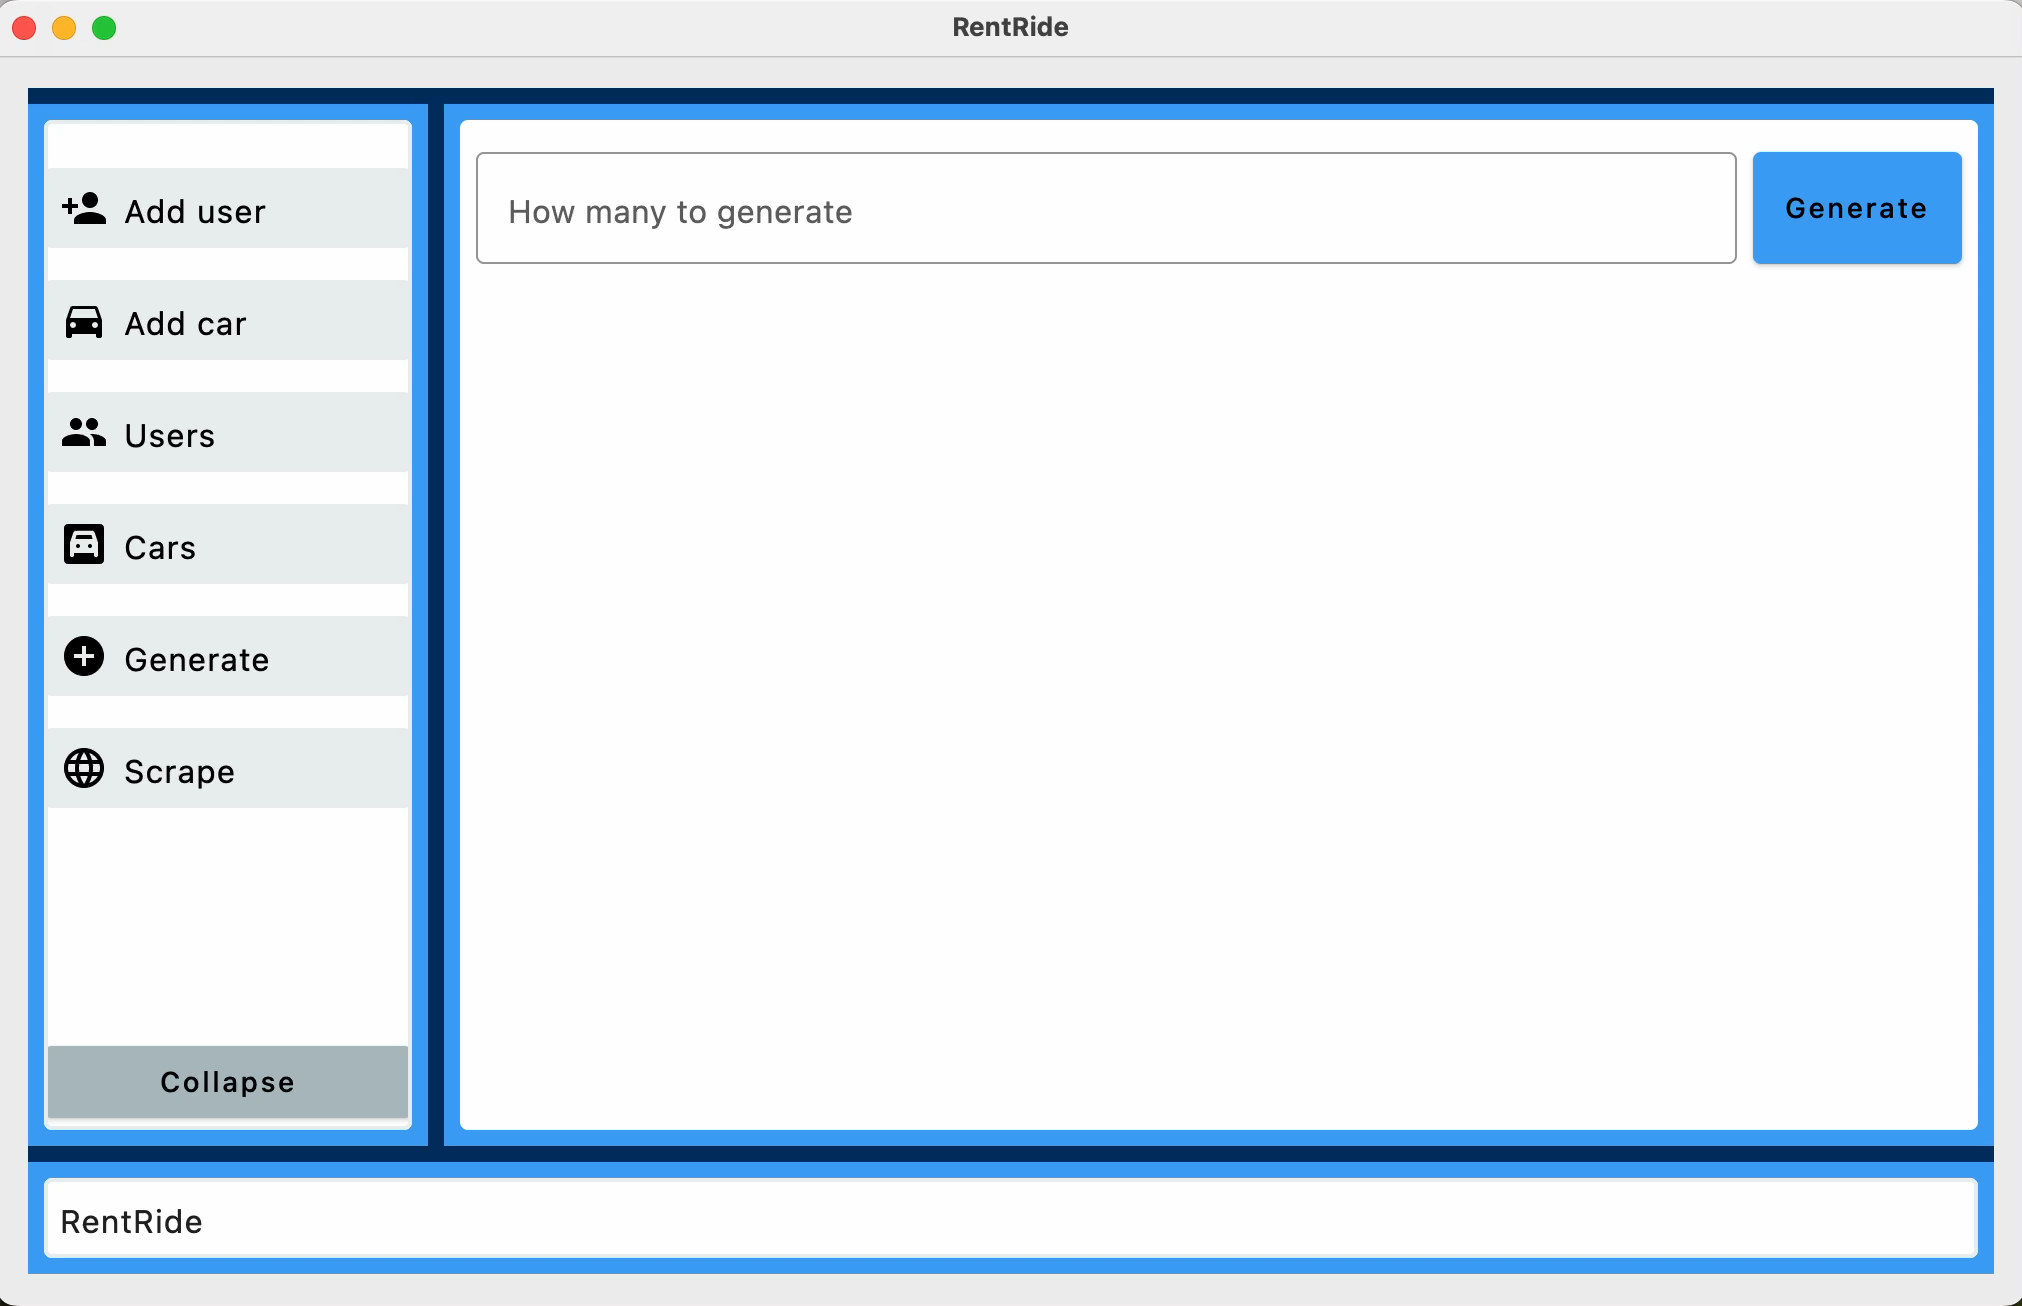 RentRide
Add user
Add car
Users
Cars
Generate
Scrape
Collapse
How many to generate
Generate
RentRide